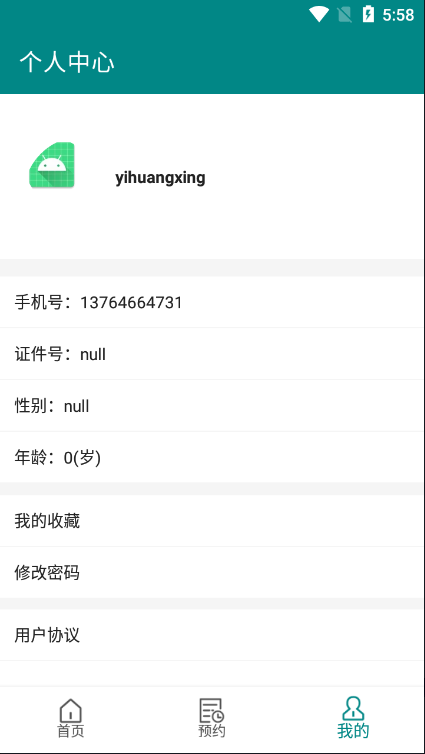 5:58
个人中心
yihuangxing
手机号：13764664731
证件号：null
性别：null
年龄：0(岁)
我的收藏
修改密码
用户协议
首页
预约
我的